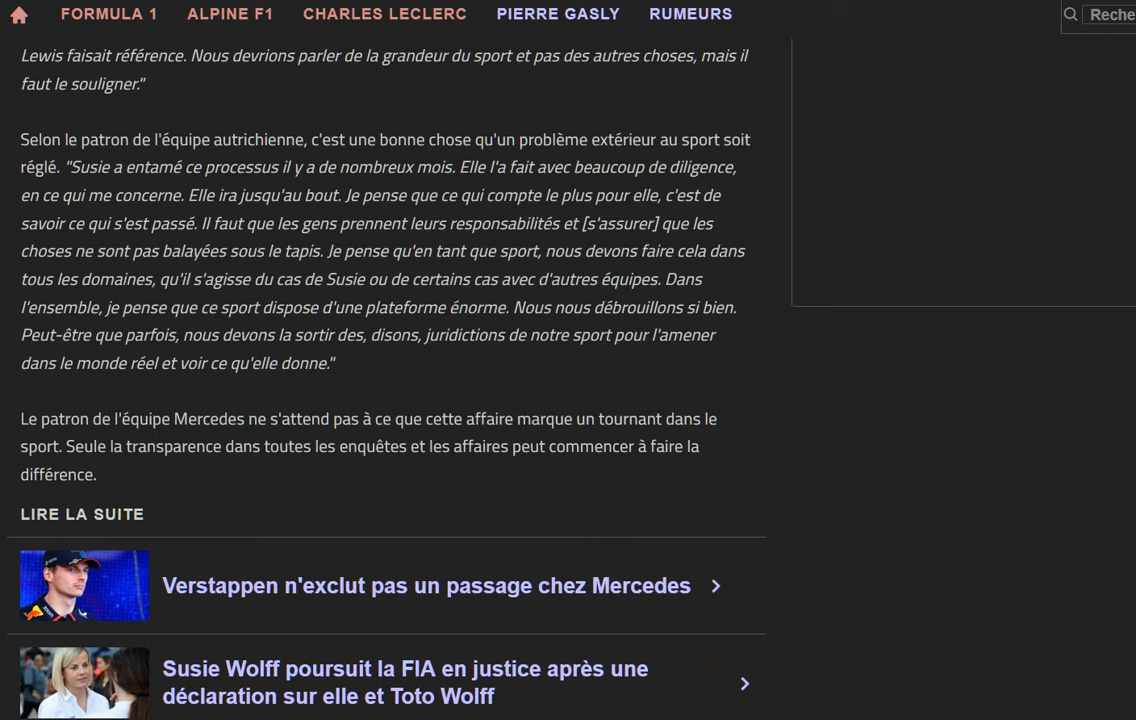 FORMULA 1 ALPINE F1 CHARLES LECLERC PIERRE GASLY RUMEURS Reche
Lewis faisait référence. Nous devrions parler de la grandeur du sport et pas des autres choses, mais il
faut le souligner."
Selon le patron de l'équipe autrichienne, c'est une bonne chose qu'un problème extérieur au sport soit
réglé. "Susie a entamé ce processus il y a de nombreux mois. Elle l'a fait avec beaucoup de diligence,
en ce qui me concerne. Elle ira jusqu'au bout. Je pense que ce qui compte le plus pour elle, c'est de
savoir ce qui s'est passé. Il faut que les gens prennent leurs responsabilités et [s'assurer] que les
choses ne sont pas balayées sous le tapis. Je pense qu'en tant que sport, nous devons faire cela dans
tous les domaines, qu'il s'agisse du cas de Susie ou de certains cas avec d'autres équipes. Dans
l'ensemble, je pense que ce sport dispose d'une plateforme énorme. Nous nous débrouillons si bien.
Peut-être que parfois, nous devons la sortir des, disons, juridictions de notre sport pour l'amener
dans le monde réel et voir ce qu'elle donne."
Le patron de l'équipe Mercedes ne s'attend pas à ce que cette affaire marque un tournant dans le
sport. Seule la transparence dans toutes les enquêtes et les affaires peut commencer à faire la
différence.
LIRE LA SUITE
Verstappen n'exclut pas un passage chez Mercedes
Susie Wolff poursuit la FIA en justice après une
déclaration sur elle et Toto Wolff